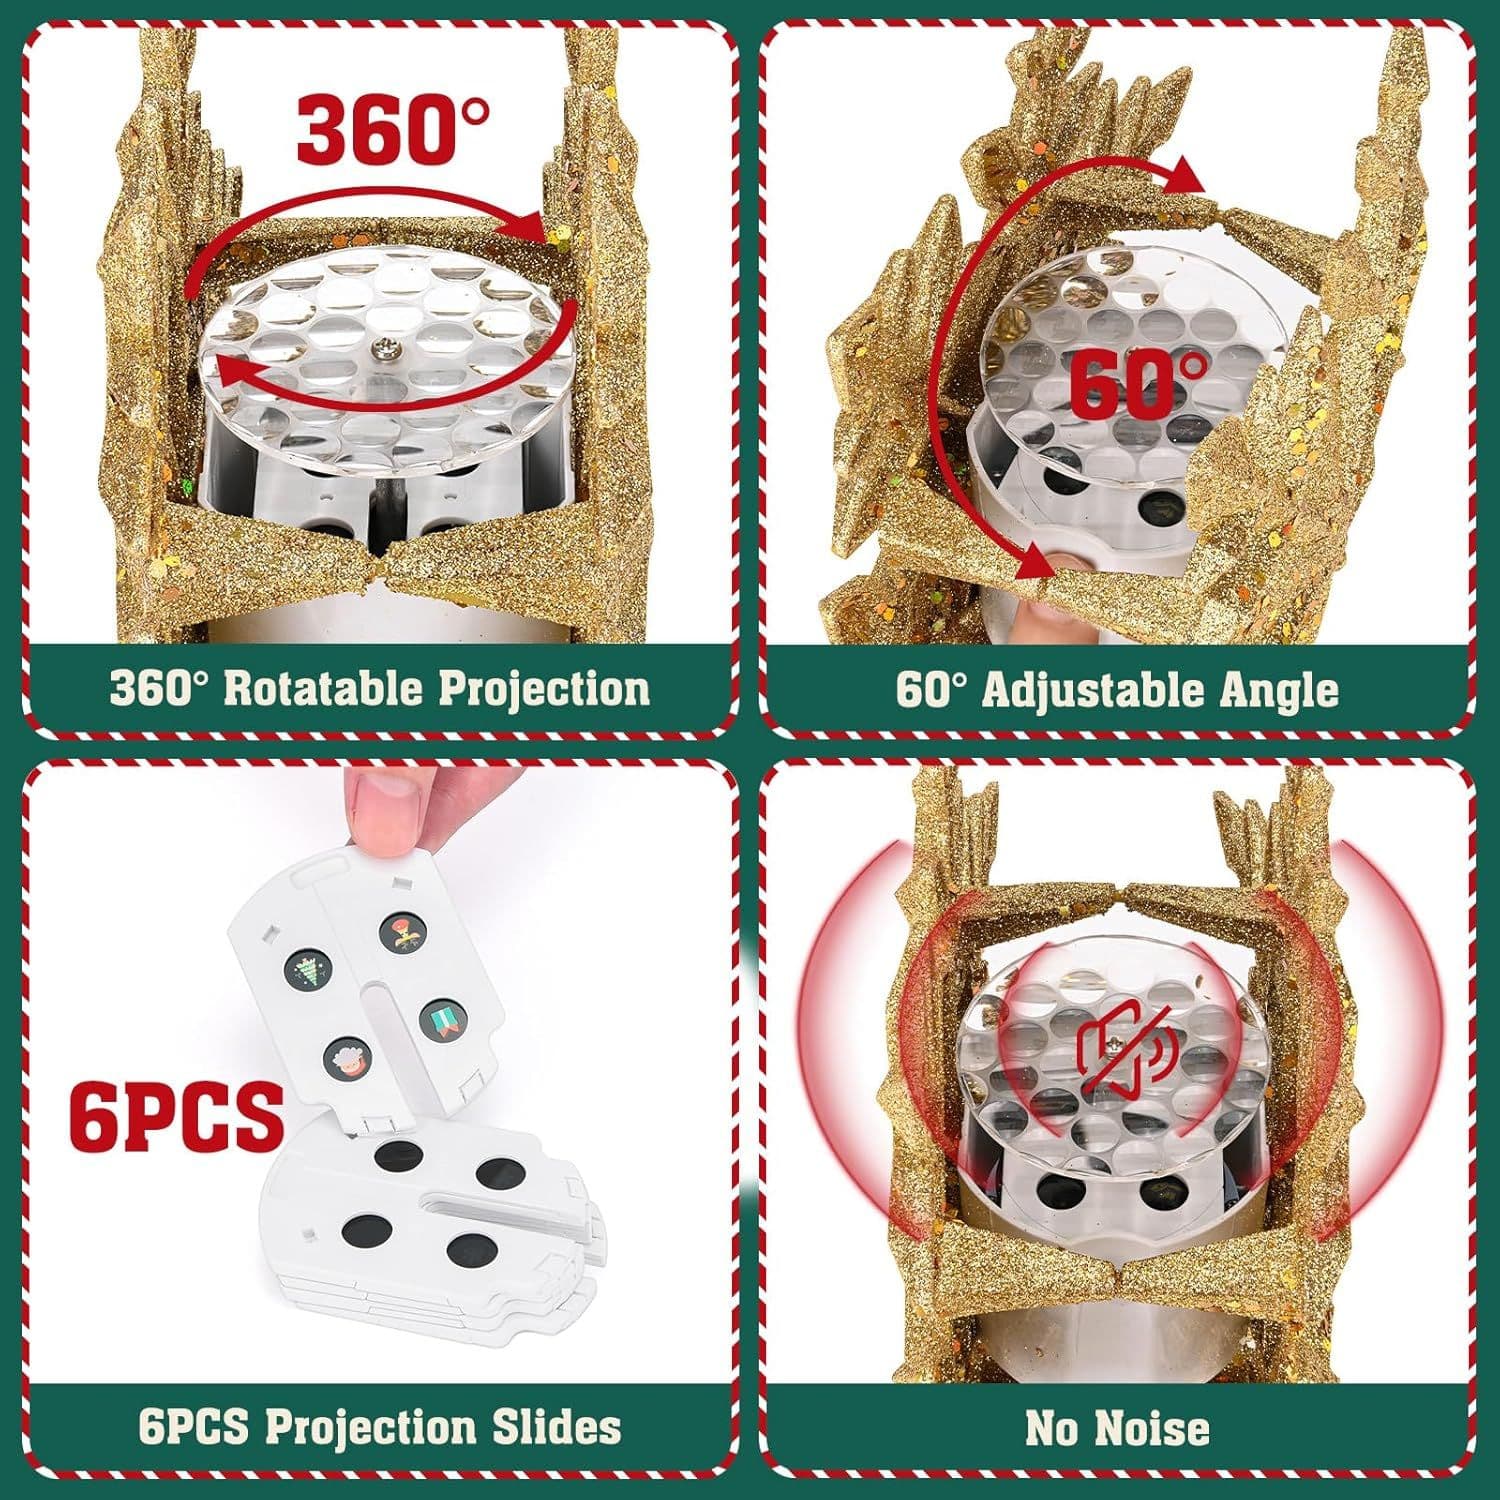 360°
360° Rotatable Projection
60°
60° Adjustable Angle
6PCS
6PCS Projection Slides
No Noise